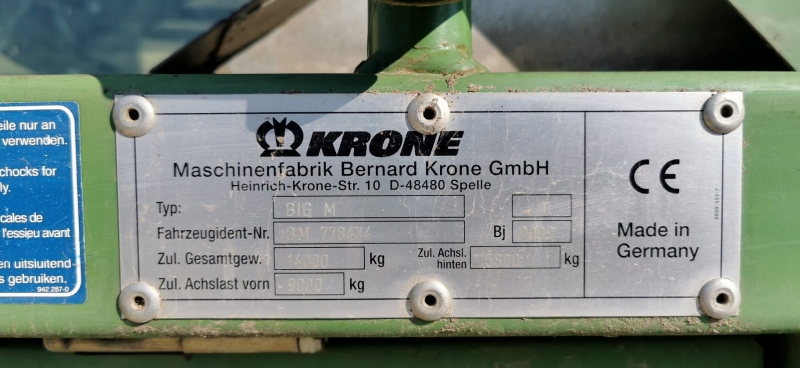 eile nur an
verwenden.
chocks for
ly.
cales de
l'essieu avant
en uitsluitend
s gebruiken.
942 287-0
KRONE
Maschinenfabrik Bernard Krone GmbH
Heinrich-Krone-Str. 10 D-48480 Spelle
Typ: BIG M
Fahrzeugident-Nr. Bj
Zul. Gesamtgew. 16000 kg Zul. Achsl. hinten kg
Zul. Achslast vorn 9000 kg
CE
Made in
Germany